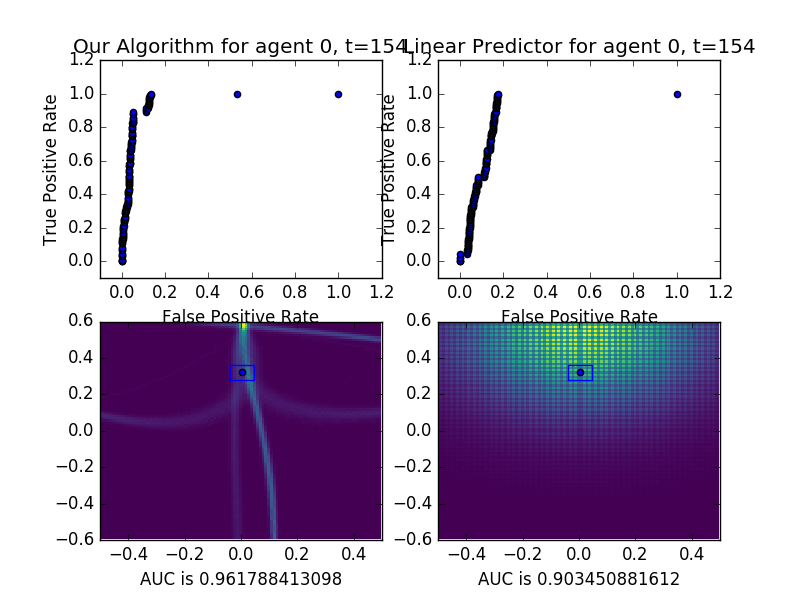 Our Algorithm for agent 0, t=154
Linear Predictor for agent 0, t=154
1.2
1.0
0.8
0.6
0.4
0.2
0.0
True Positive Rate
0.0 0.2 0.4 0.6 0.8 1.0 1.2
False Positive Rate
1.2
1.0
0.8
0.6
0.4
0.2
0.0
True Positive Rate
0.0 0.2 0.4 0.6 0.8 1.0 1.2
False Positive Rate
0.6
0.4
0.2
0.0
−0.2
−0.4
−0.6
−0.4 −0.2 0.0 0.2 0.4
AUC is 0.961788413098
0.6
0.4
0.2
0.0
−0.2
−0.4
−0.6
−0.4 −0.2 0.0 0.2 0.4
AUC is 0.903450881612